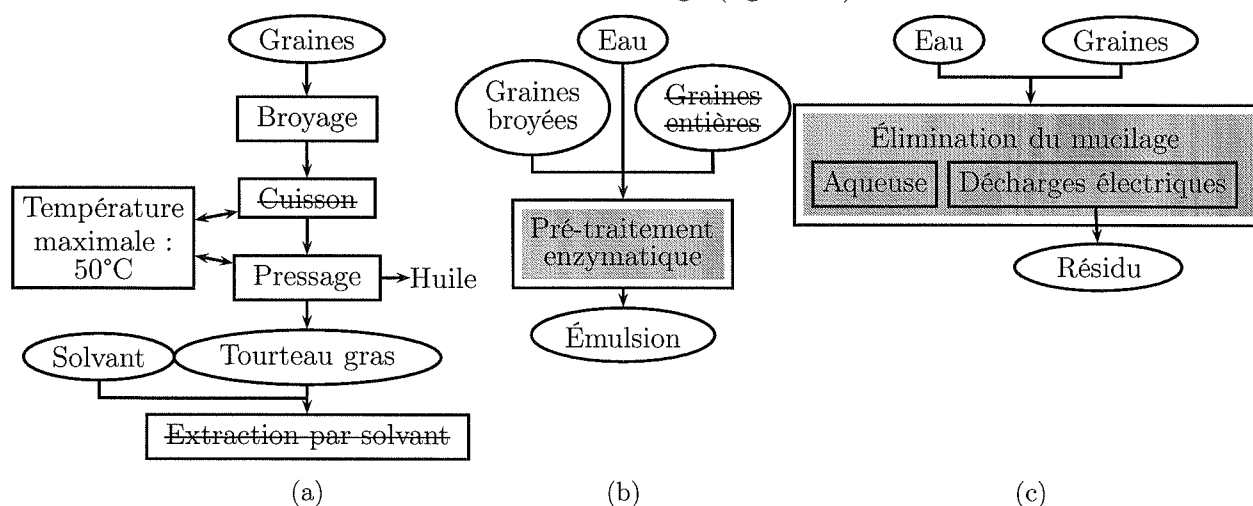 Graines
Broyage
Cuisson
Température
maximale :
50°C
Pressage
Huile
Solvant
Tourteau gras
Extraction par solvant
(a)
Eau
Graines
broyées
Graines
entières
Pré-traitement
enzymatique
Émulsion
(b)
Eau
Graines
Élimination du mucilage
Aqueuse
Décharges électriques
Résidu
(c)